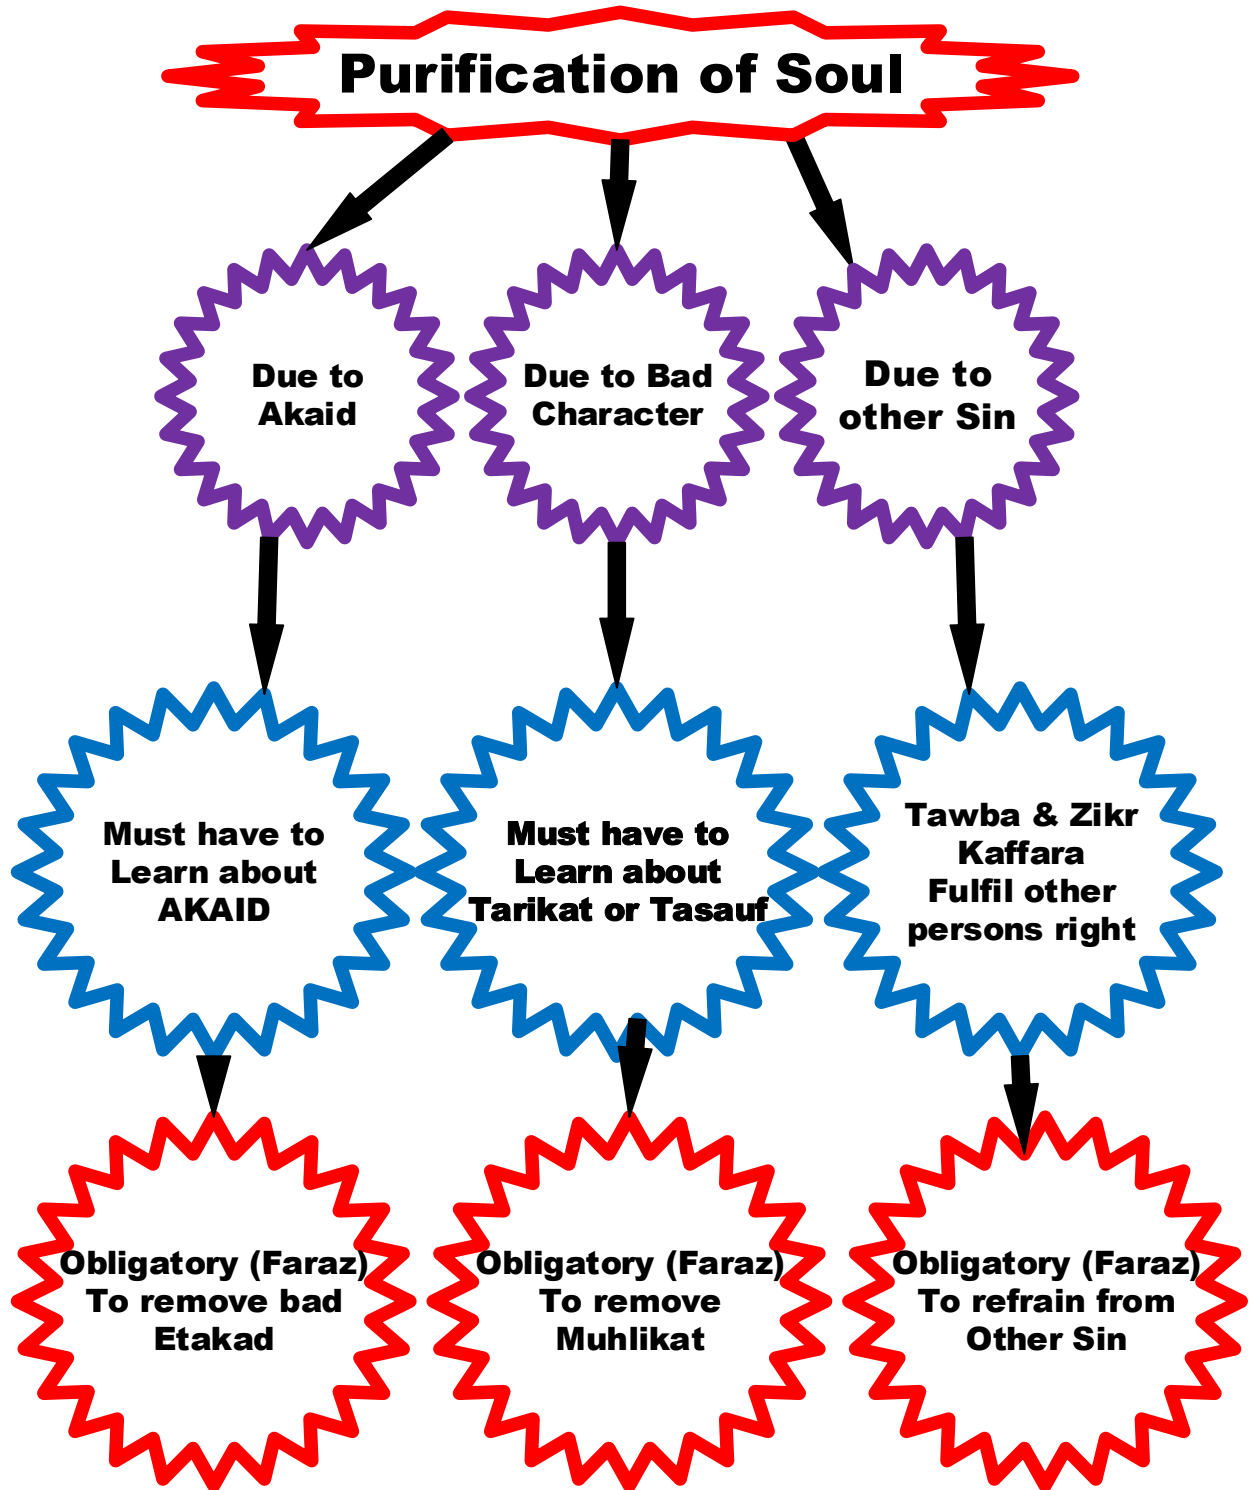 Purification of Soul
Due to
Akaid
Due to Bad
Character
Due to
other Sin
Must have to
Learn about
AKAID
Must have to
Learn about
Tarikat or Tasauf
Tawba & Zikr
Kaffara
Fulfil other
persons right
Obligatory (Faraz)
To remove bad
Etakad
Obligatory (Faraz)
To remove
Muhlikat
Obligatory (Faraz)
To refrain from
Other Sin